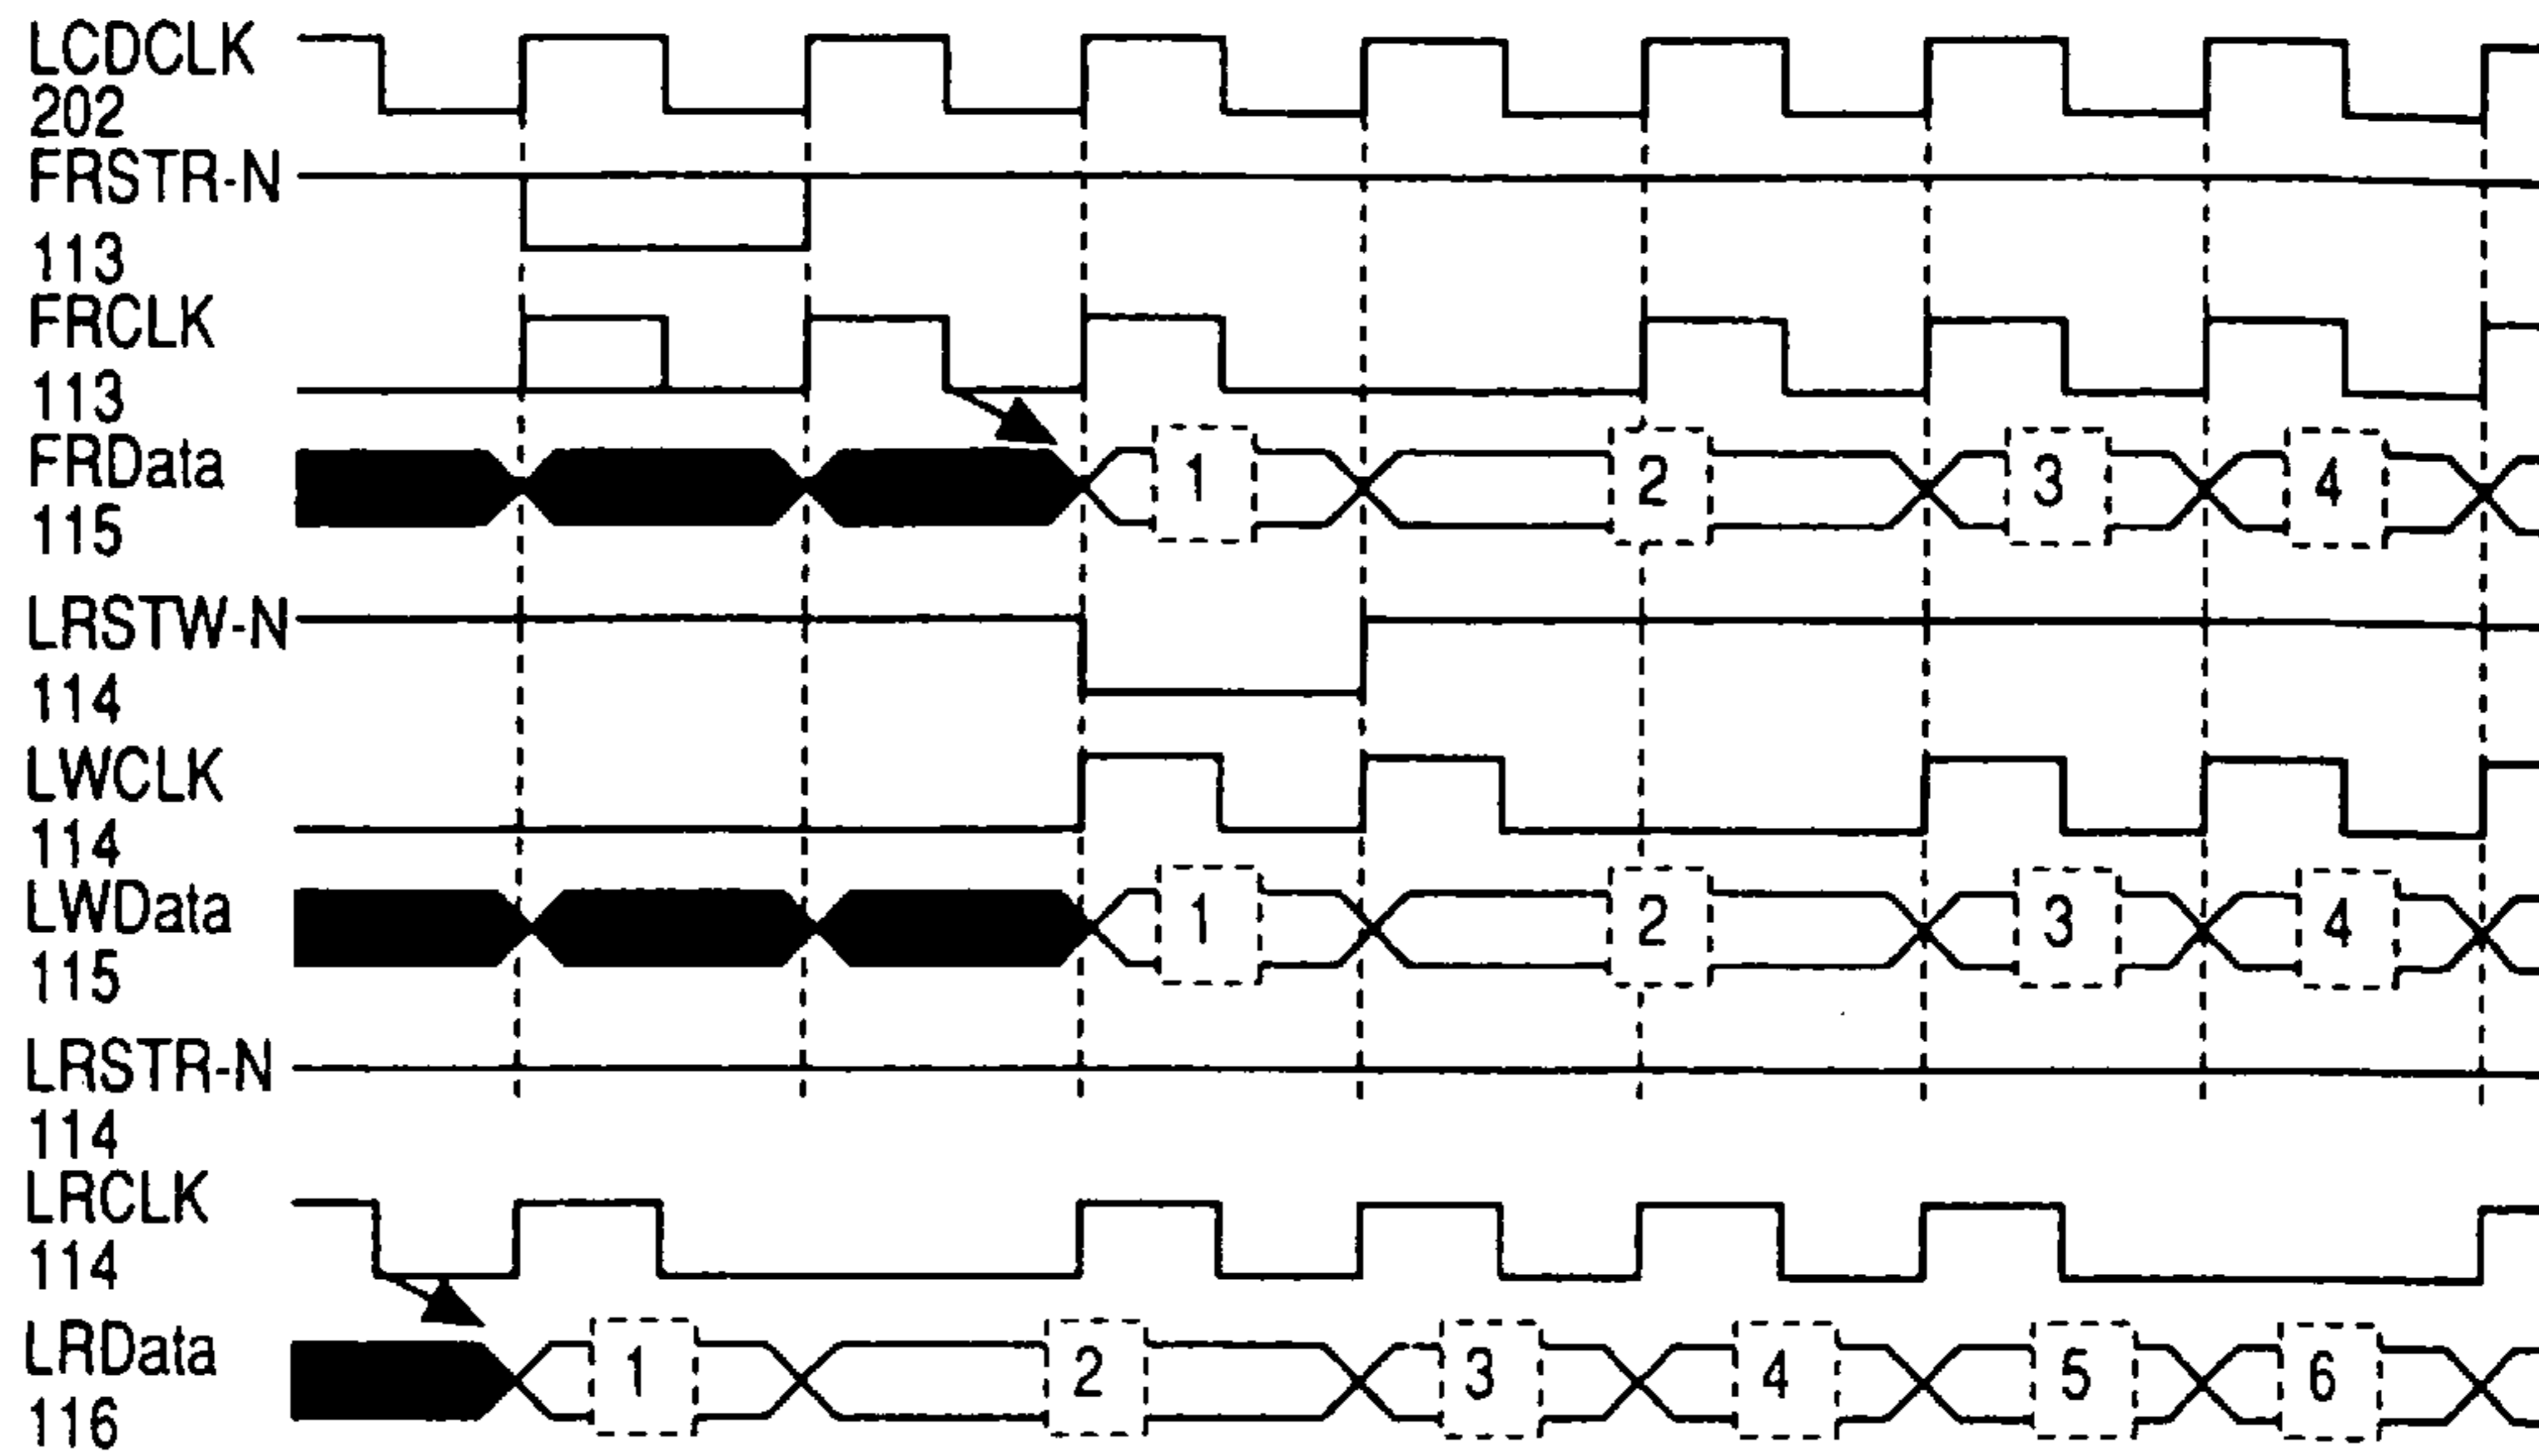 LCDCLK
202
FRSTR-N
113
FRCLK
113
FRData 1 2 3 4
115
LRSTW-N
114
LWCLK
114
LWData 1 2 3 4
115
LRSTR-N
114
LRCLK
114
LRData 1 2 3 4 5 6
116